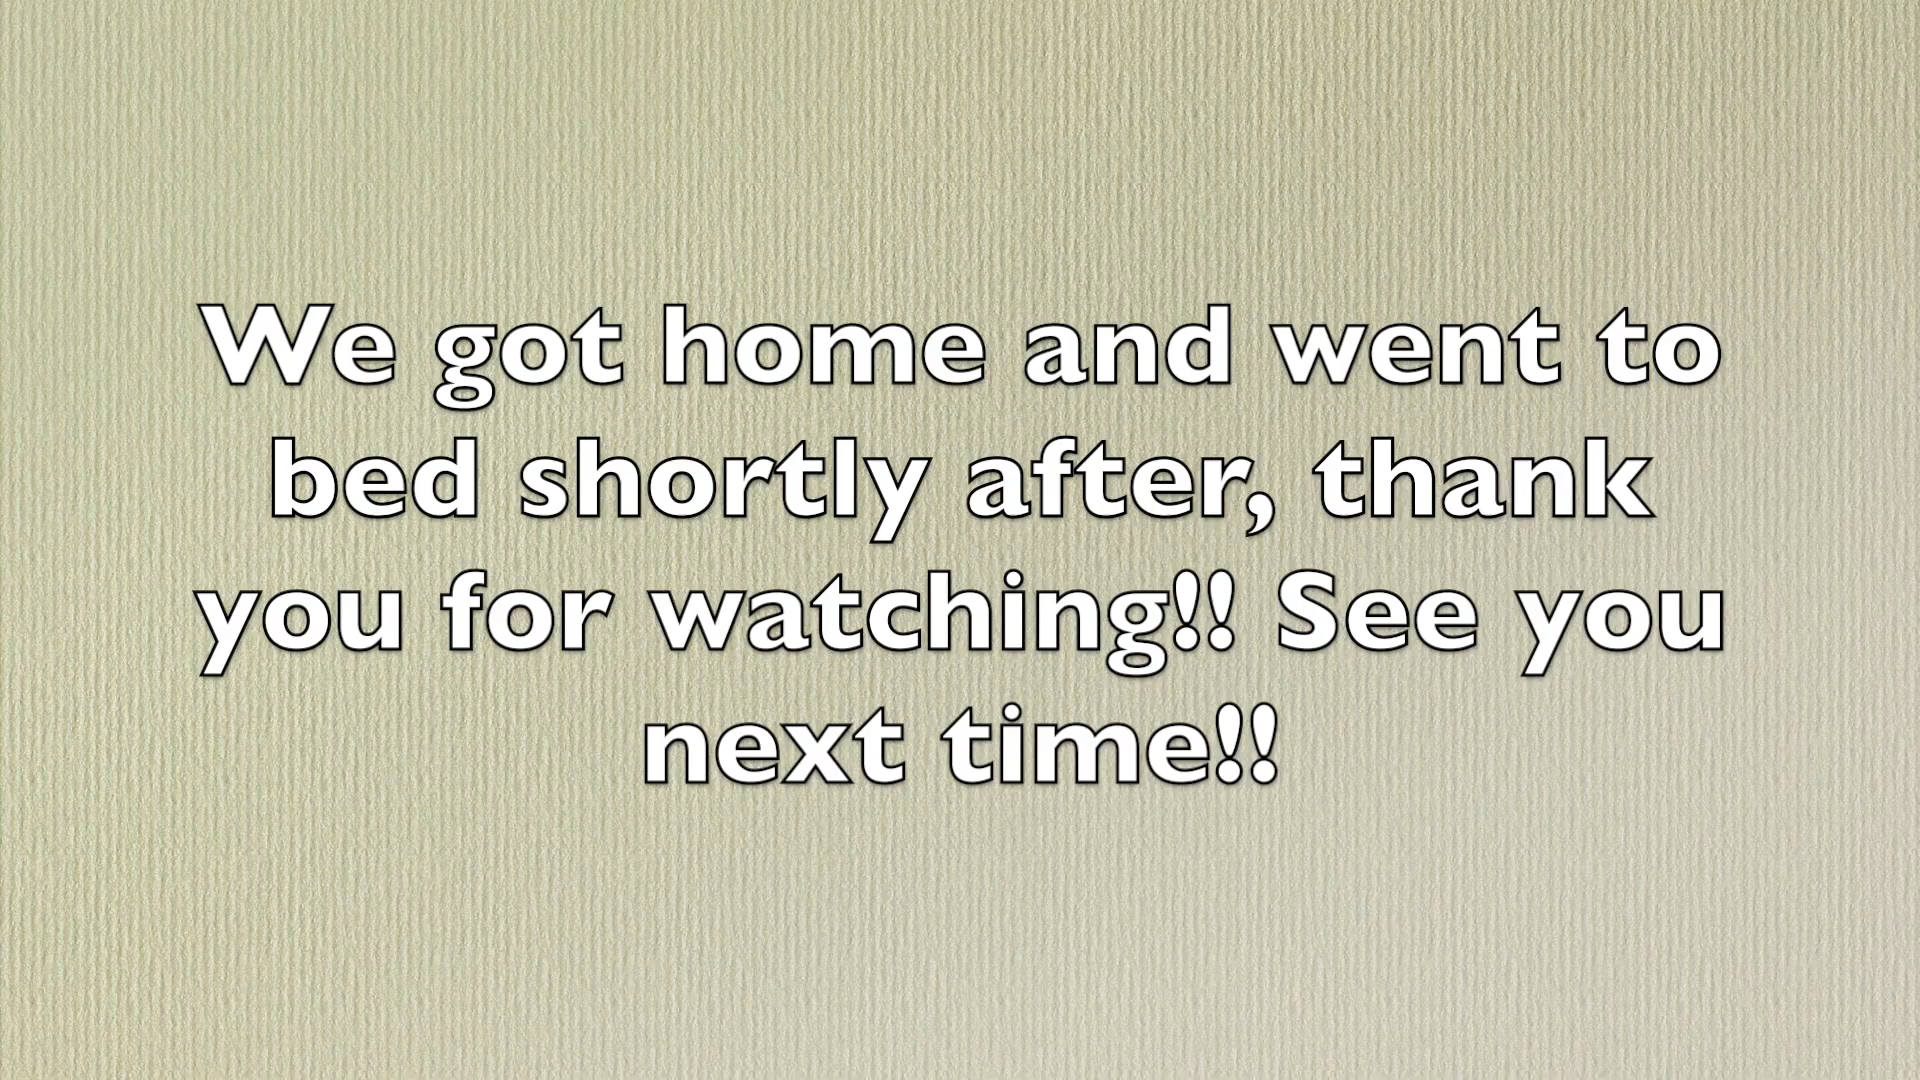 We got home and went to
bed shortly after, thank
you for watching!! See you
next time!!